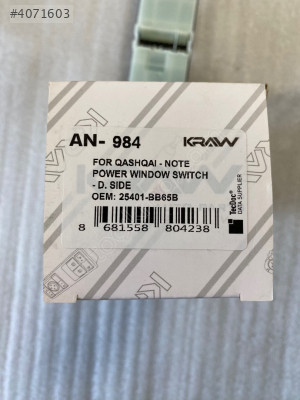 #4071603
AN- 984
KRAW
FOR QASHQAI - NOTE
POWER WINDOW SWITCH
- D. SIDE
OEM: 25401-BB65B
8 681558 804238
TecDoc
DATA SUPPLIER